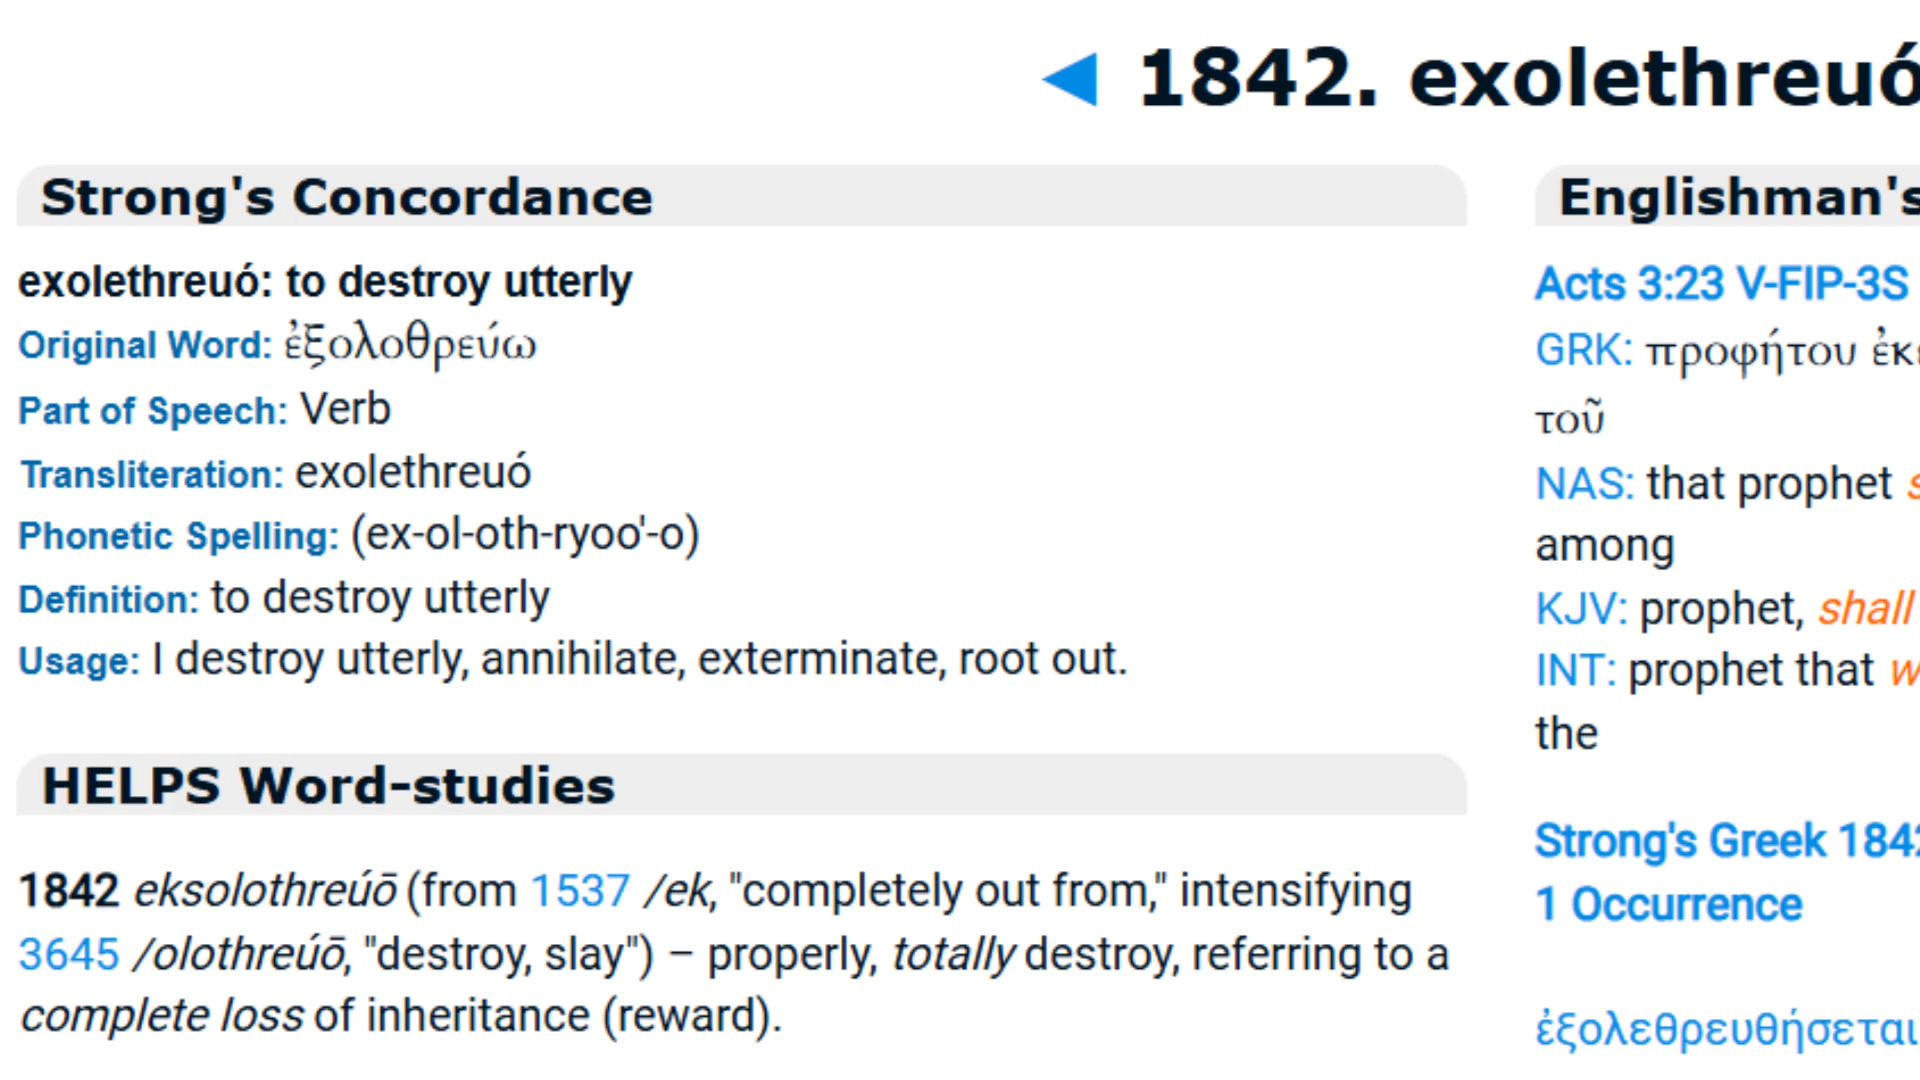 ◀ 1842. exolethreuó
Strong's Concordance
exolethreuó: to destroy utterly
Original Word: ἐξολοθρεύω
Part of Speech: Verb
Transliteration: exolethreuó
Phonetic Spelling: (ex-ol-oth-ryoo'-o)
Definition: to destroy utterly
Usage: I destroy utterly, annihilate, exterminate, root out.
HELPS Word-studies
1842 eksolothreúō (from 1537 /ek, "completely out from," intensifying
3645 /olothreúō, "destroy, slay") – properly, totally destroy, referring to a
complete loss of inheritance (reward).
Englishman's
Acts 3:23 V-FIP-3S
GRK: προφήτου
τοῦ
NAS: that prophet
among
KJV: prophet, shall
INT: prophet that
the
Strong's Greek 1842
1 Occurrence
ἐξολεθρευθήσεται